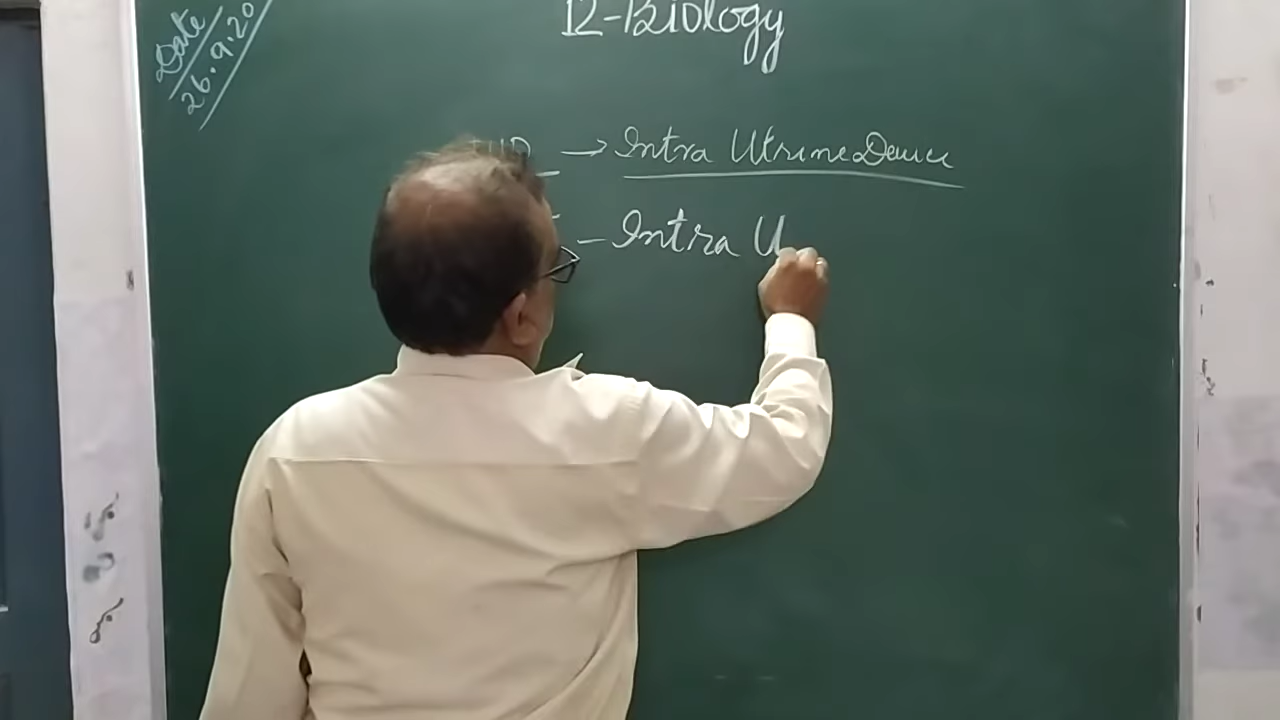 Date
26.9.20
12-Biology
IUD → Intra Utrine Device
– Intra U